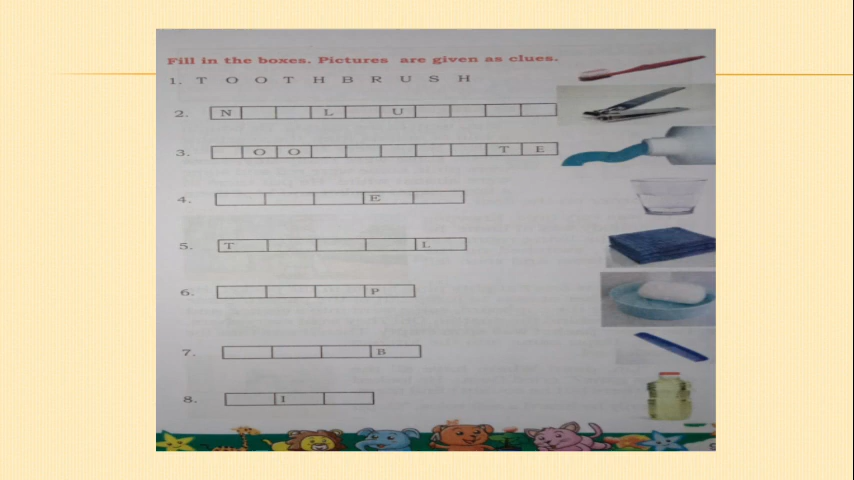 Fill in the boxes. Pictures are given as clues.
1. T O O T H B R U S H
2. N L U
3. O O T E
4. E
5. T L
6. P
7. B
8. I